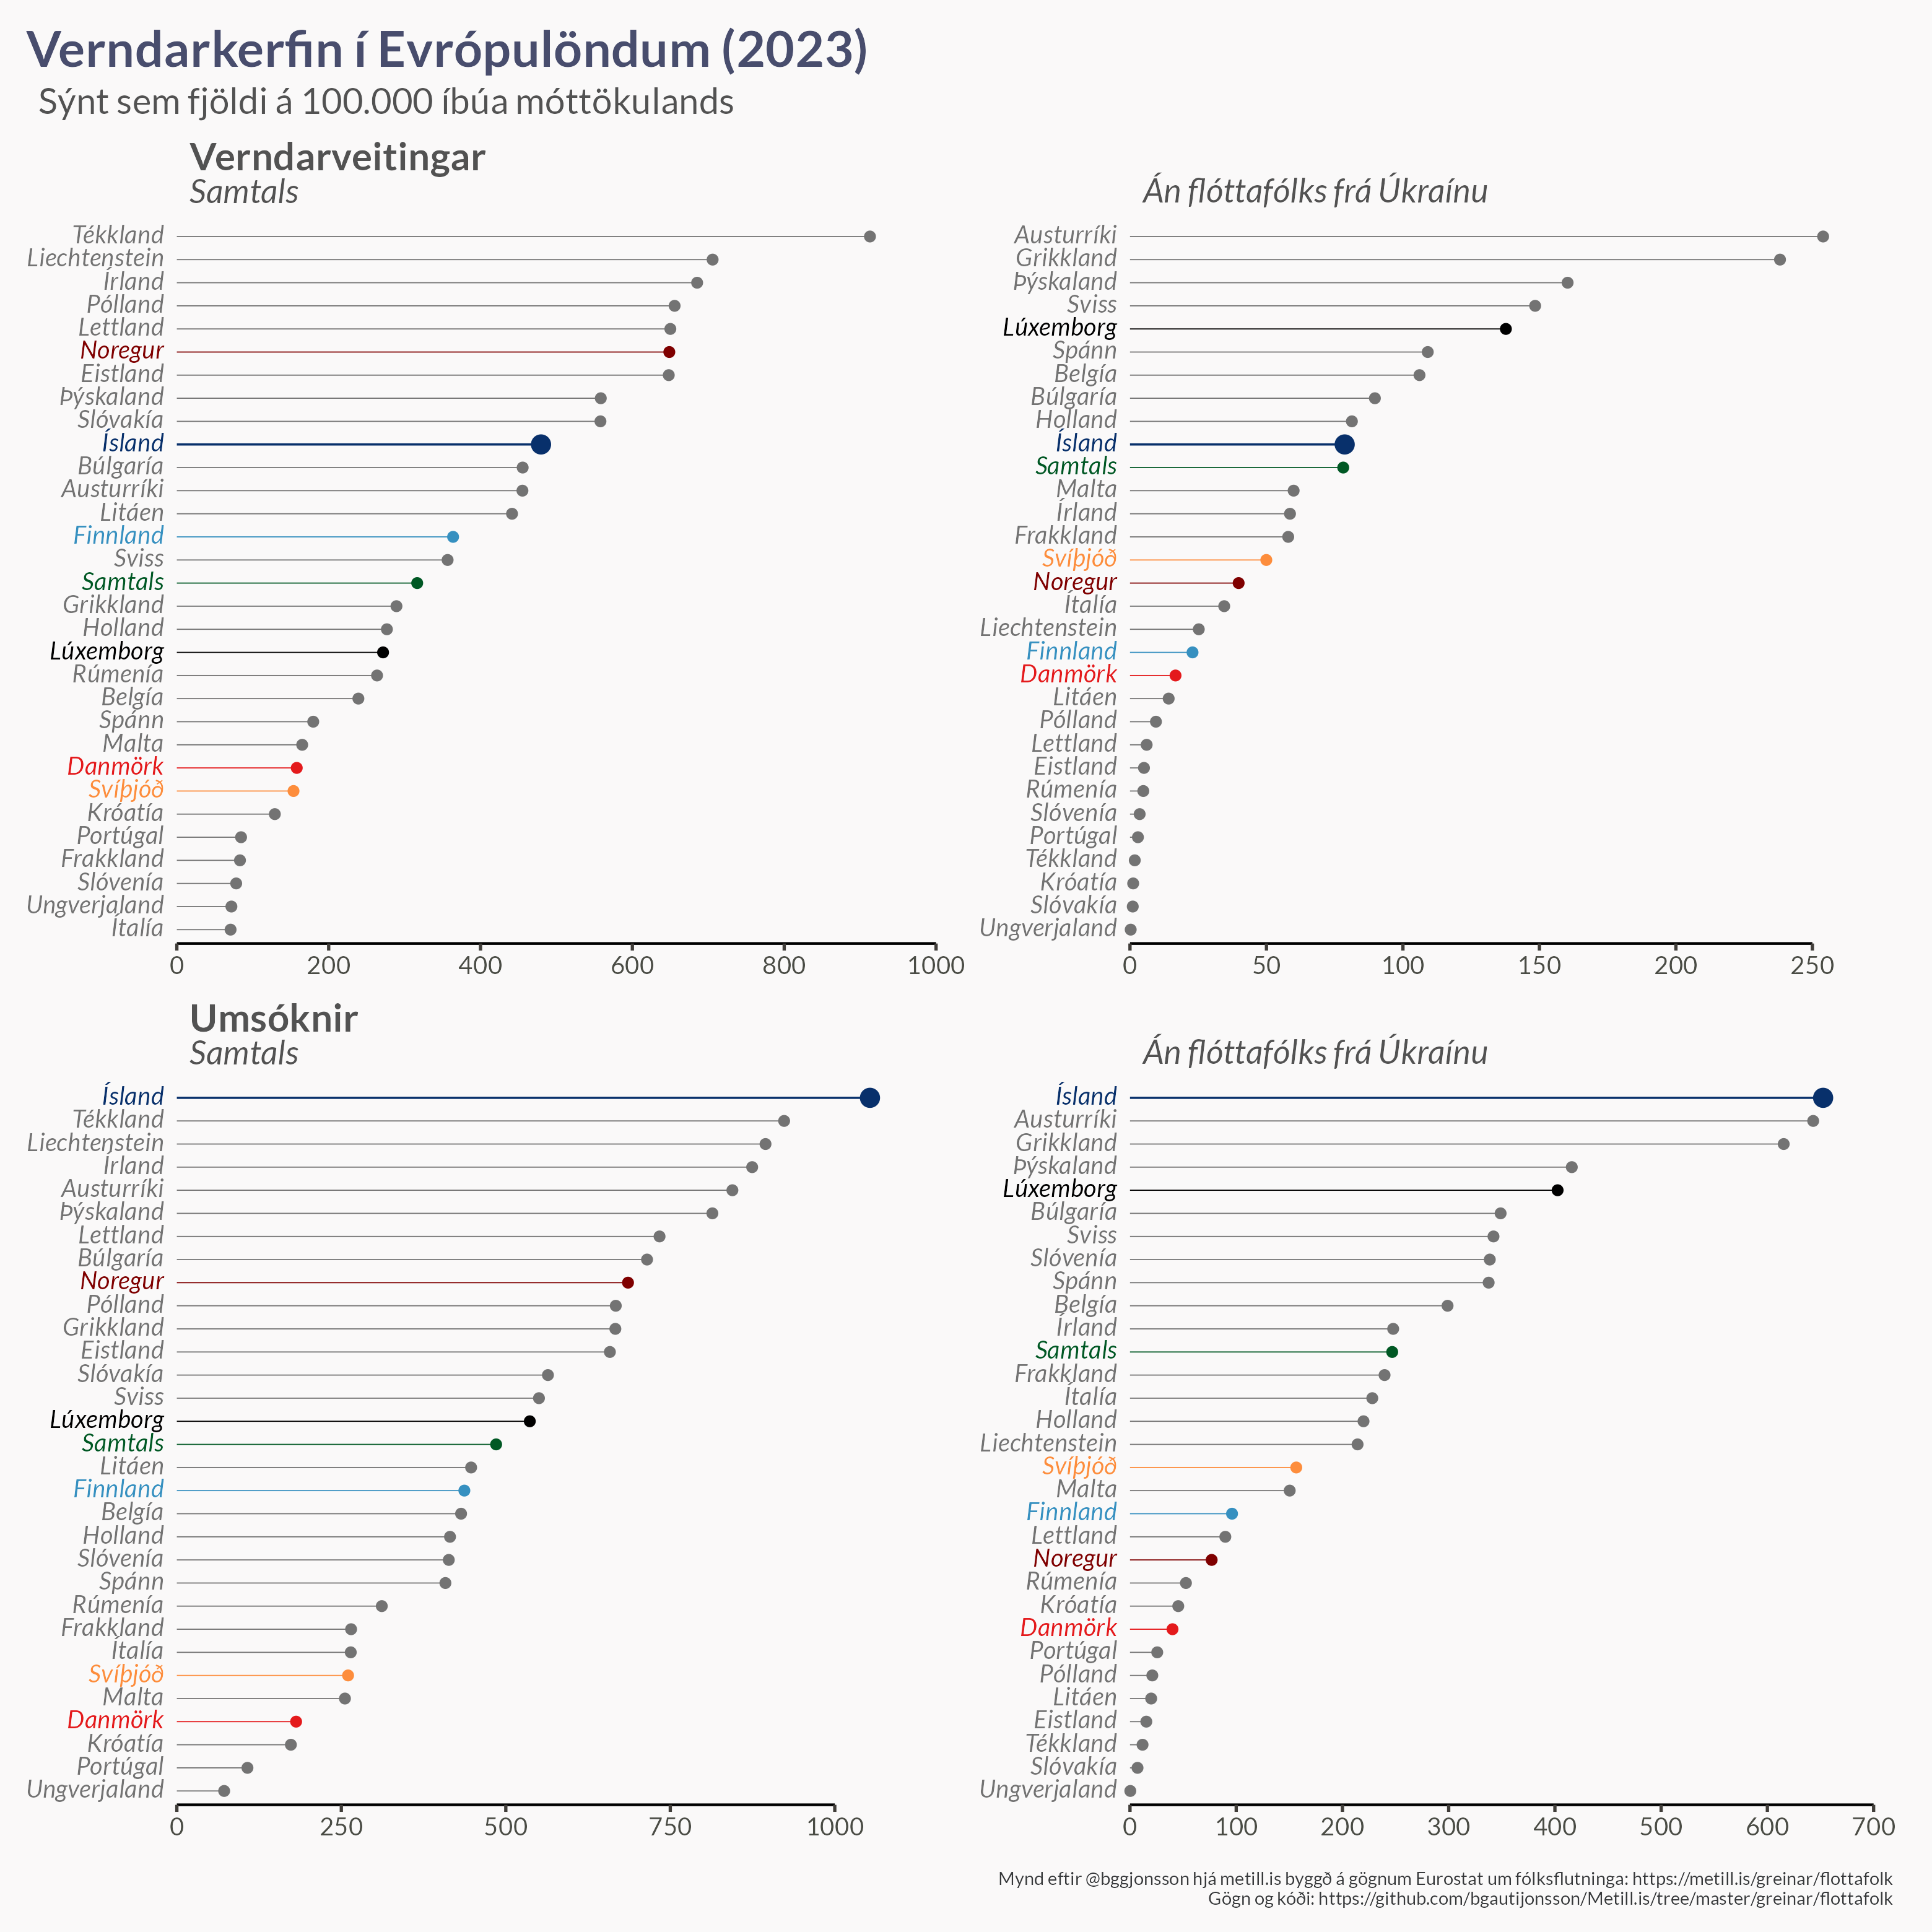 Verndarkerfin í Evrópulöndum (2023)
Sýnt sem fjöldi á 100.000 íbúa móttökulands
Verndarveitingar
Samtals
Tékkland
Liechtenstein
Írland
Pólland
Lettland
Noregur
Eistland
Þýskaland
Slóvakía
Ísland
Búlgaría
Austurríki
Litáen
Finnland
Sviss
Samtals
Grikkland
Holland
Lúxemborg
Rúmenía
Belgía
Spánn
Malta
Danmörk
Svíþjóð
Króatía
Portúgal
Frakkland
Slóvenía
Ungverjaland
Ítalía
0 200 400 600 800 1000
Án flóttafólks frá Úkraínu
Austurríki
Grikkland
Þýskaland
Sviss
Lúxemborg
Spánn
Belgía
Búlgaría
Holland
Ísland
Samtals
Malta
Írland
Frakkland
Svíþjóð
Noregur
Ítalía
Liechtenstein
Finnland
Danmörk
Litáen
Pólland
Lettland
Eistland
Rúmenía
Slóvenía
Portúgal
Tékkland
Króatía
Slóvakía
Ungverjaland
0 50 100 150 200 250
Umsóknir
Samtals
Ísland
Tékkland
Liechtenstein
Írland
Austurríki
Þýskaland
Lettland
Búlgaría
Noregur
Pólland
Grikkland
Eistland
Slóvakía
Sviss
Lúxemborg
Samtals
Litáen
Finnland
Belgía
Holland
Slóvenía
Spánn
Rúmenía
Frakkland
Ítalía
Svíþjóð
Malta
Danmörk
Króatía
Portúgal
Ungverjaland
0 250 500 750 1000
Án flóttafólks frá Úkraínu
Ísland
Austurríki
Grikkland
Þýskaland
Lúxemborg
Búlgaría
Sviss
Slóvenía
Spánn
Belgía
Írland
Samtals
Frakkland
Ítalía
Holland
Liechtenstein
Svíþjóð
Malta
Finnland
Lettland
Noregur
Rúmenía
Króatía
Danmörk
Portúgal
Pólland
Litáen
Eistland
Tékkland
Slóvakía
Ungverjaland
0 100 200 300 400 500 600 700
Mynd eftir @bggjonsson hjá metill.is byggð á gögnum Eurostat um fólksflutninga: https://metill.is/greinar/flottafolk
Gögn og kóði: https://github.com/bgautijonsson/Metill.is/tree/master/greinar/flottafolk